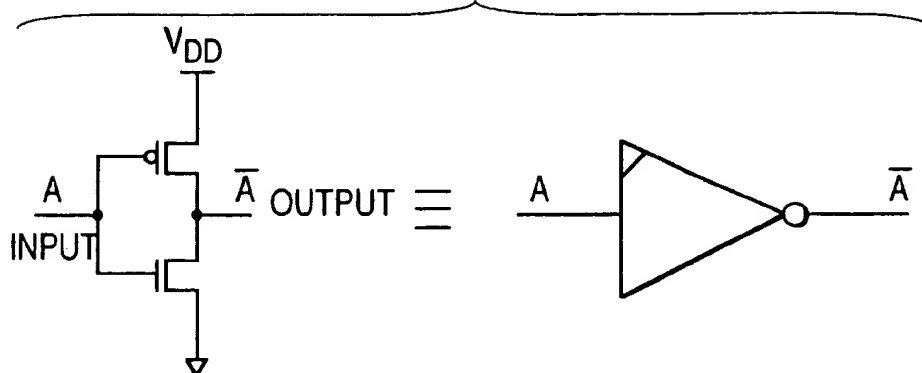 V_DD
A
INPUT
A̅ OUTPUT ≡
A
A̅